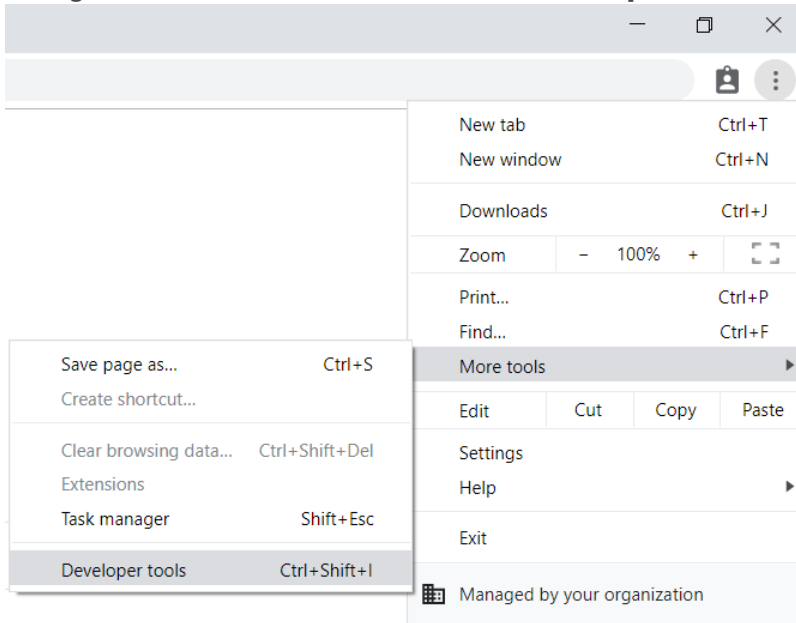 New tab Ctrl+T
New window Ctrl+N
Downloads Ctrl+J
Zoom - 100% +
Print... Ctrl+P
Find... Ctrl+F
More tools
Edit Cut Copy Paste
Settings
Help
Exit
Managed by your organization
Save page as... Ctrl+S
Create shortcut...
Clear browsing data... Ctrl+Shift+Del
Extensions
Task manager Shift+Esc
Developer tools Ctrl+Shift+I